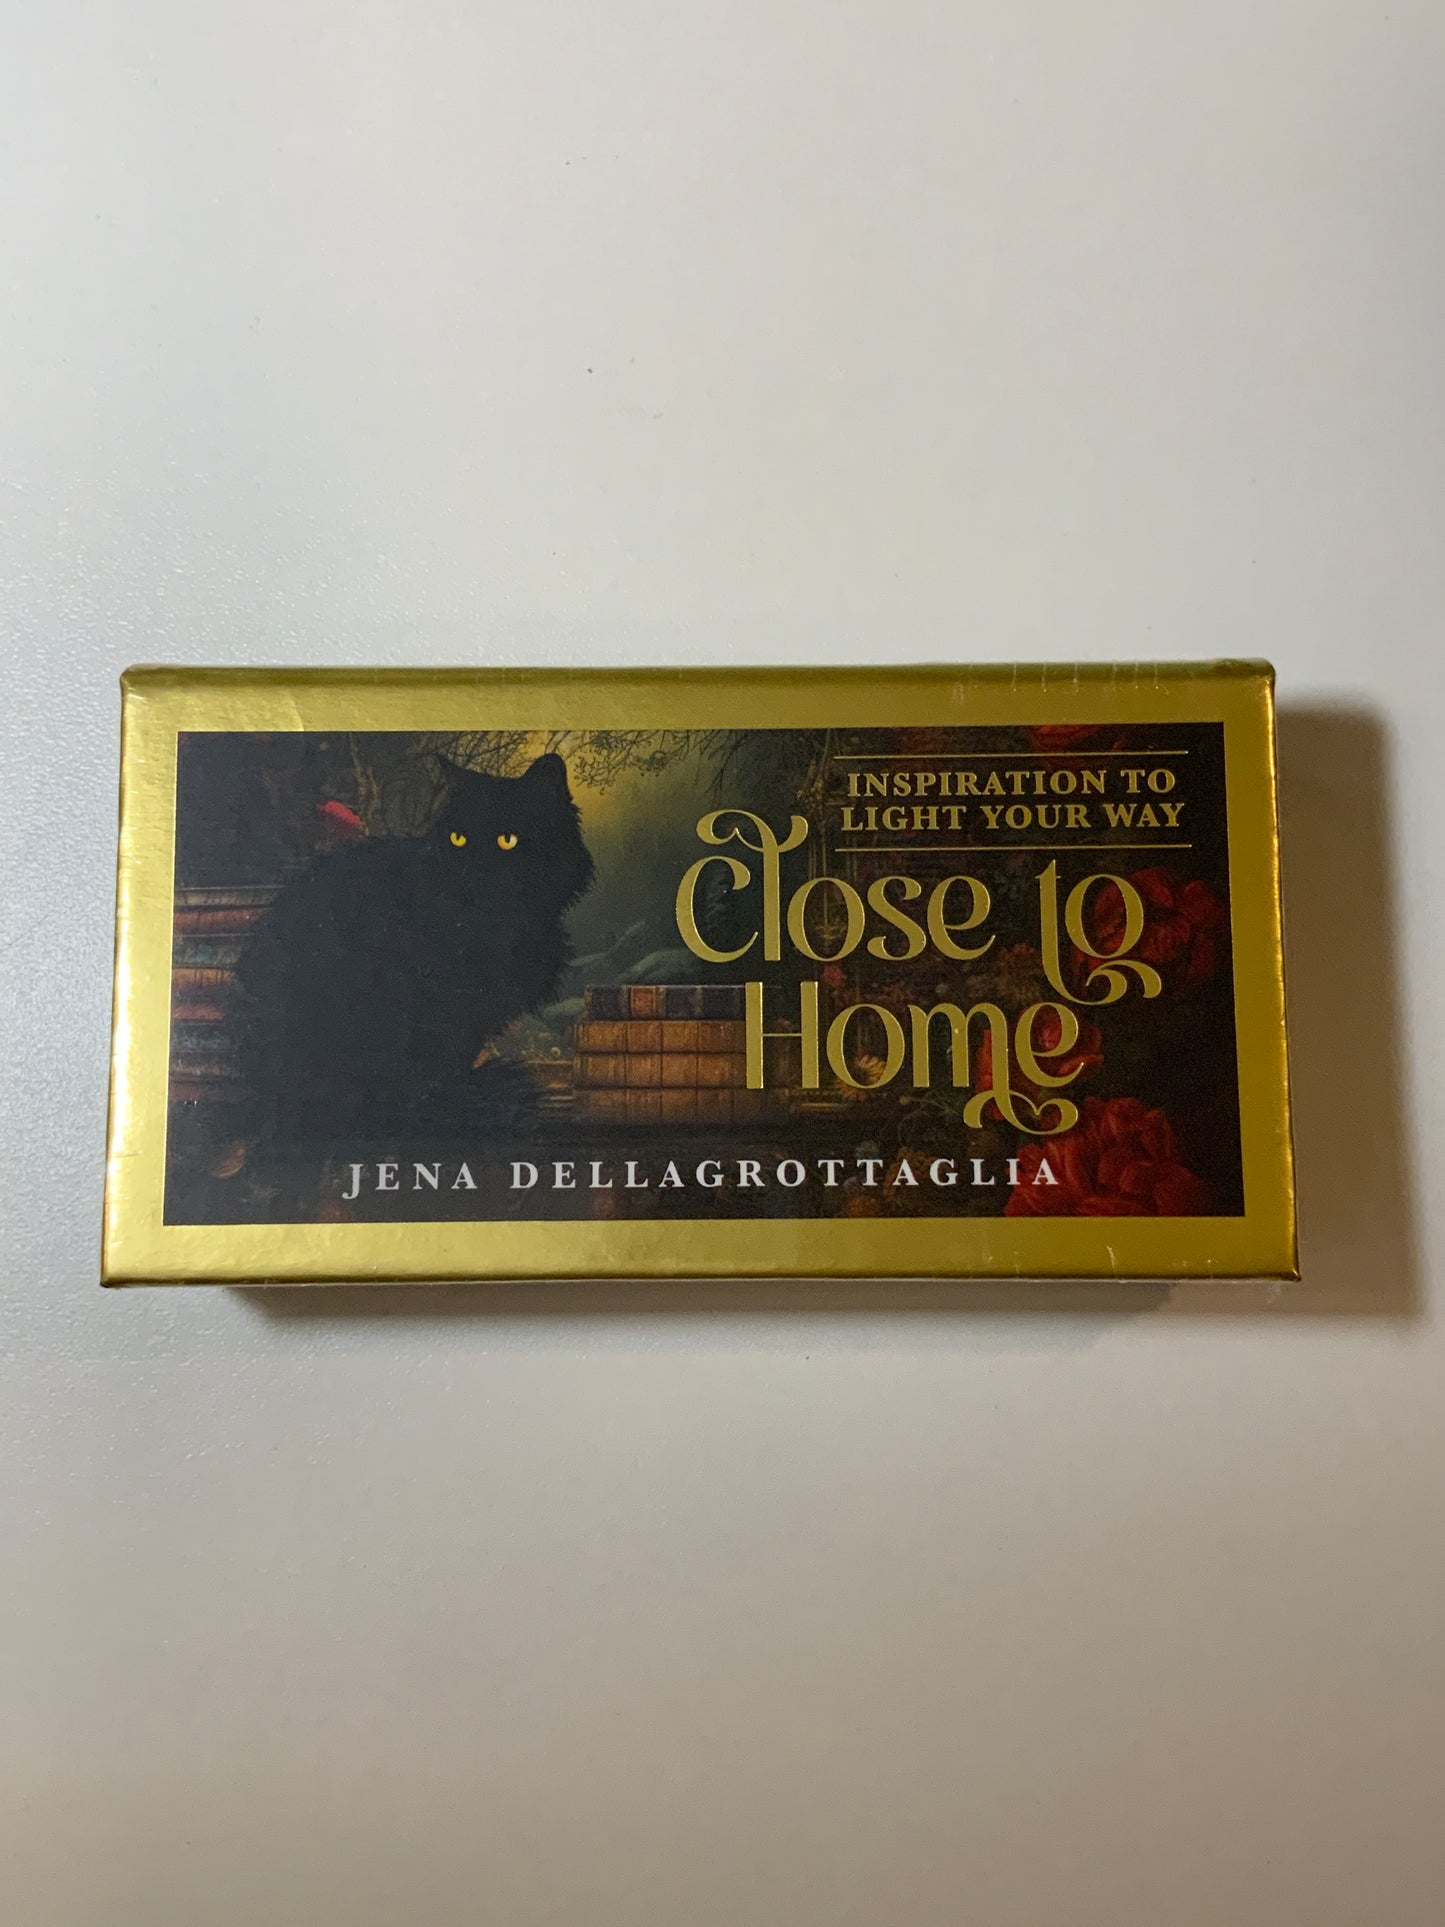 INSPIRATION TO
LIGHT YOUR WAY
Close to
Home
JENA DELLAGROTTAGLIA